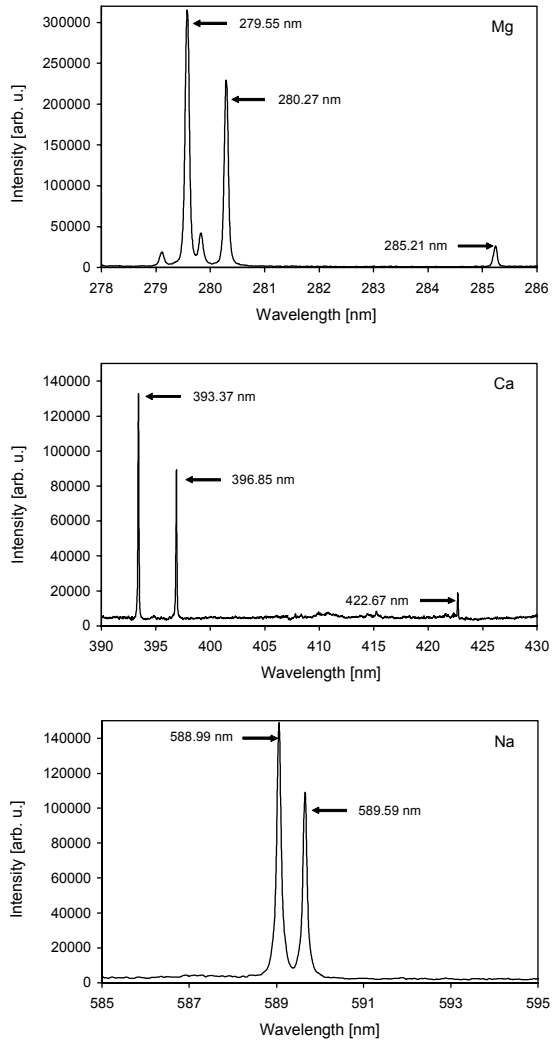 Mg
279.55 nm
280.27 nm
285.21 nm
Intensity [arb. u.]
300000
250000
200000
150000
100000
50000
0
278 279 280 281 282 283 284 285 286
Wavelength [nm]
Ca
393.37 nm
396.85 nm
422.67 nm
Intensity [arb. u.]
140000
120000
100000
80000
60000
40000
20000
0
390 395 400 405 410 415 420 425 430
Wavelength [nm]
Na
588.99 nm
589.59 nm
Intensity [arb. u.]
140000
120000
100000
80000
60000
40000
20000
0
585 587 589 591 593 595
Wavelength [nm]